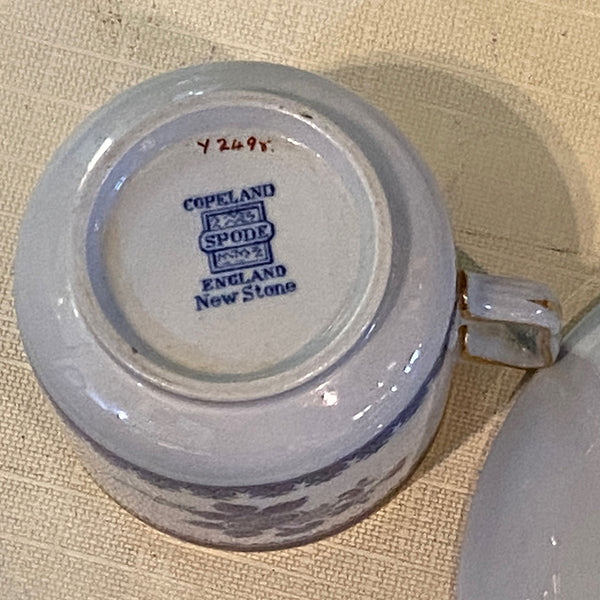 Y2498.
COPELAND
SPODE
ENGLAND
New Stone